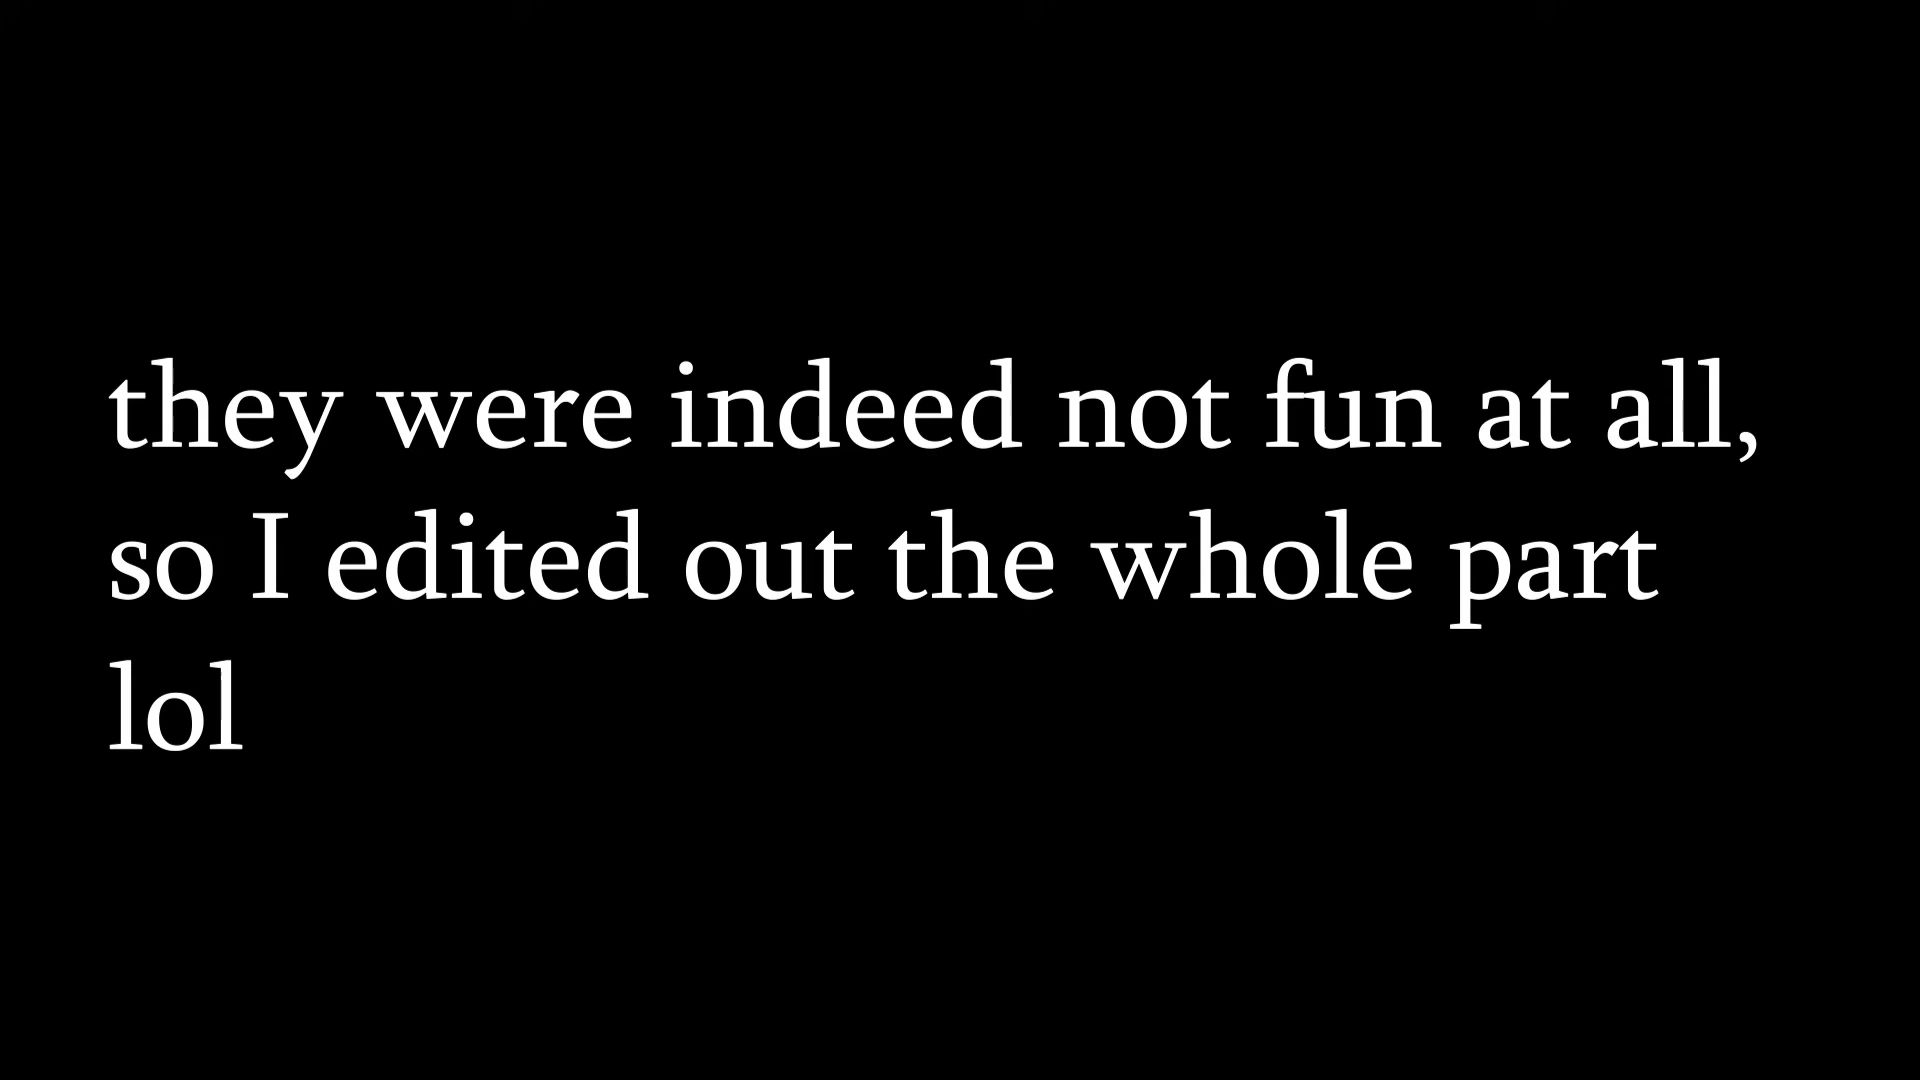 they were indeed not fun at all,
so I edited out the whole part
lol